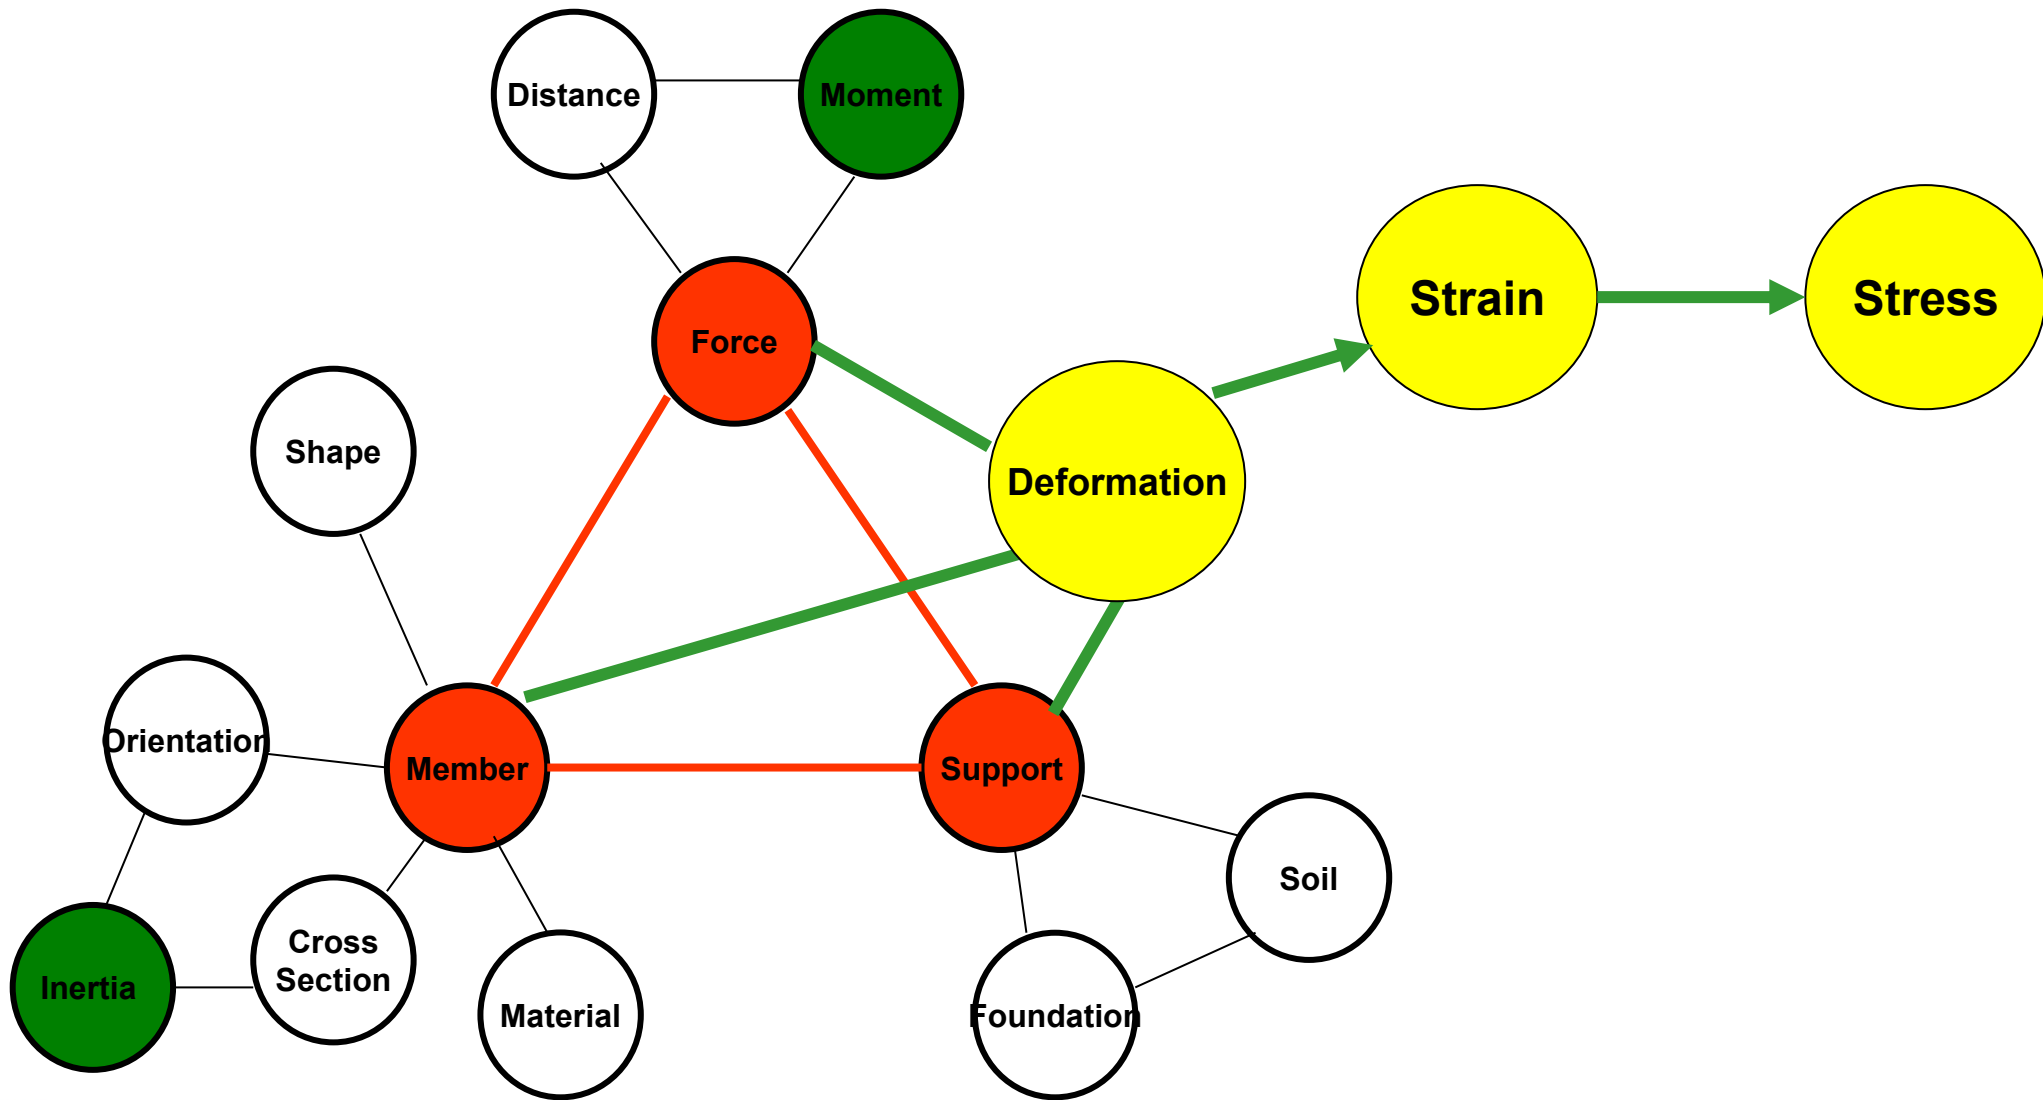 Distance
Moment
Strain
Stress
Force
Shape
Deformation
Orientation
Member
Support
Soil
Cross
Section
Inertia
Material
Foundation